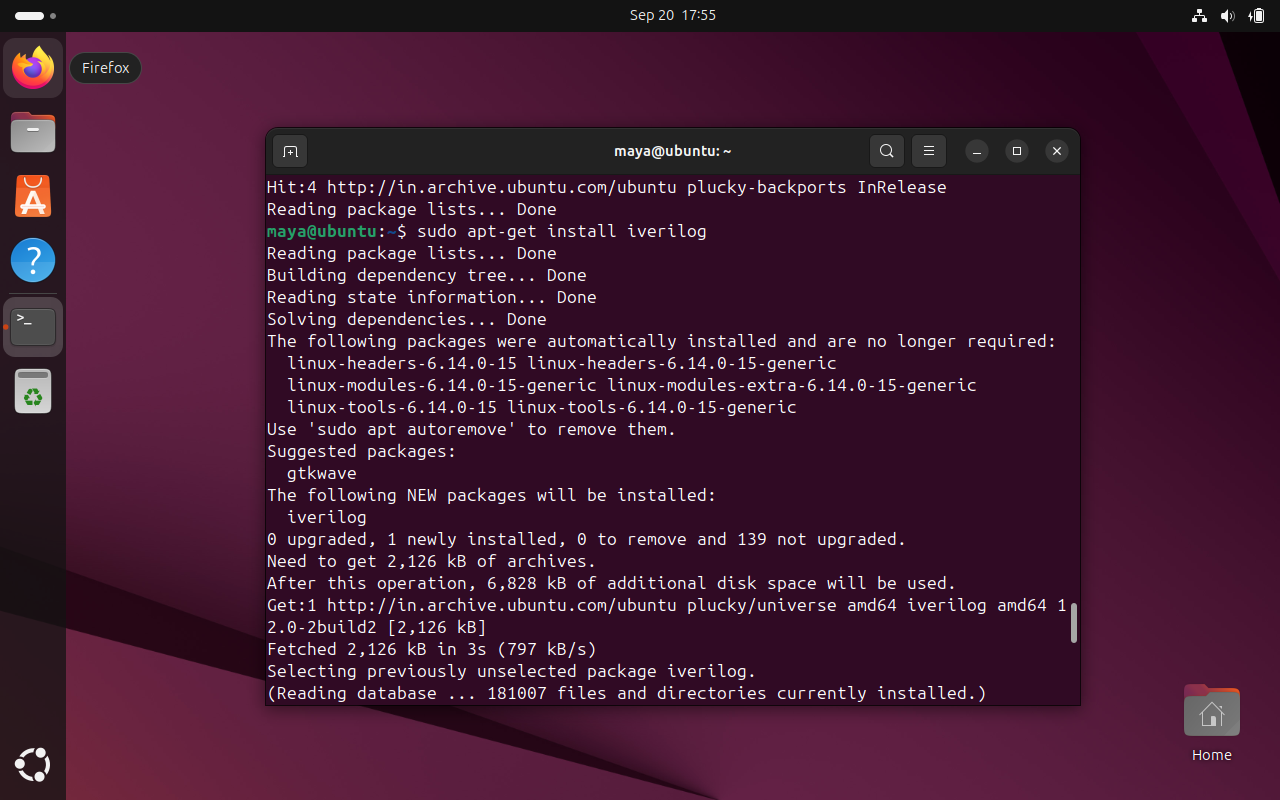 Sep 20 17:55
Firefox
maya@ubuntu: ~
Hit:4 http://in.archive.ubuntu.com/ubuntu plucky-backports InRelease
Reading package lists... Done
maya@ubuntu:~$ sudo apt-get install iverilog
Reading package lists... Done
Building dependency tree... Done
Reading state information... Done
Solving dependencies... Done
The following packages were automatically installed and are no longer required:
  linux-headers-6.14.0-15 linux-headers-6.14.0-15-generic
  linux-modules-6.14.0-15-generic linux-modules-extra-6.14.0-15-generic
  linux-tools-6.14.0-15 linux-tools-6.14.0-15-generic
Use 'sudo apt autoremove' to remove them.
Suggested packages:
  gtkwave
The following NEW packages will be installed:
  iverilog
0 upgraded, 1 newly installed, 0 to remove and 139 not upgraded.
Need to get 2,126 kB of archives.
After this operation, 6,828 kB of additional disk space will be used.
Get:1 http://in.archive.ubuntu.com/ubuntu plucky/universe amd64 iverilog amd64 1
2.0-2build2 [2,126 kB]
Fetched 2,126 kB in 3s (797 kB/s)
Selecting previously unselected package iverilog.
(Reading database ... 181007 files and directories currently installed.)
Home